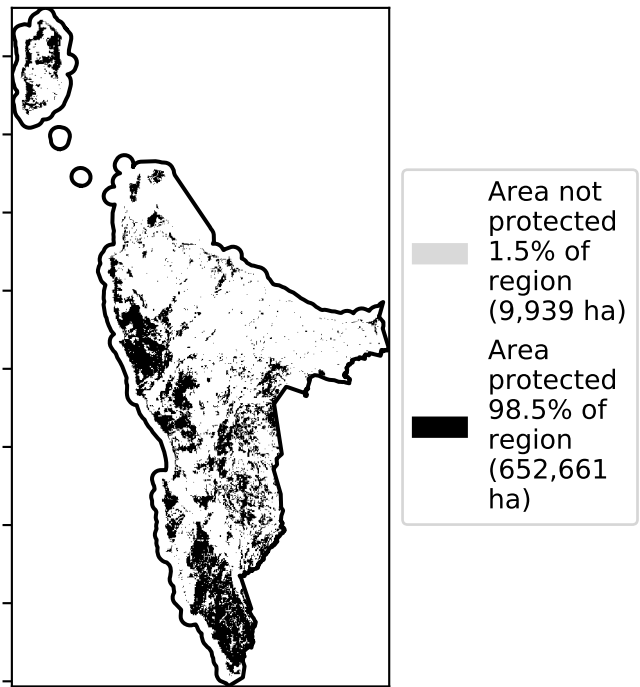 Area not
protected
1.5% of
region
(9,939 ha)
Area
protected
98.5% of
region
(652,661
ha)